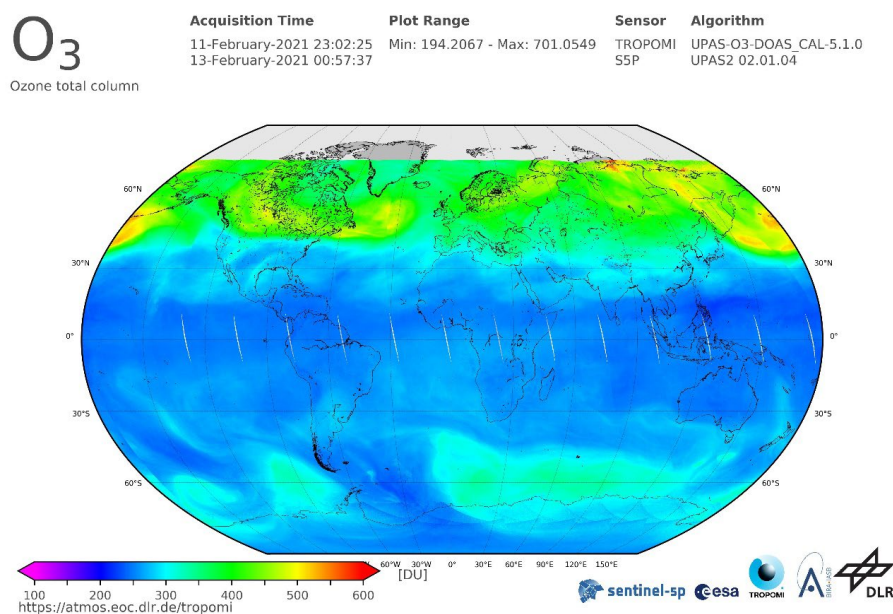 O3
Ozone total column
Acquisition Time
11-February-2021 23:02:25
13-February-2021 00:57:37
Plot Range
Min: 194.2067 - Max: 701.0549
Sensor
TROPOMI
S5P
Algorithm
UPAS-O3-DOAS_CAL-5.1.0
UPAS2 02.01.04
60°N 60°N
30°N 30°N
0° 0°
30°S 30°S
60°S 60°S
60°W 30°W 0° 30°E 60°E 90°E 120°E 150°E
100 200 300 400 500 600 [DU]
https://atmos.eoc.dlr.de/tropomi
sentinel-5p
esa
TROPOMI
BIRA-IASB
DLR